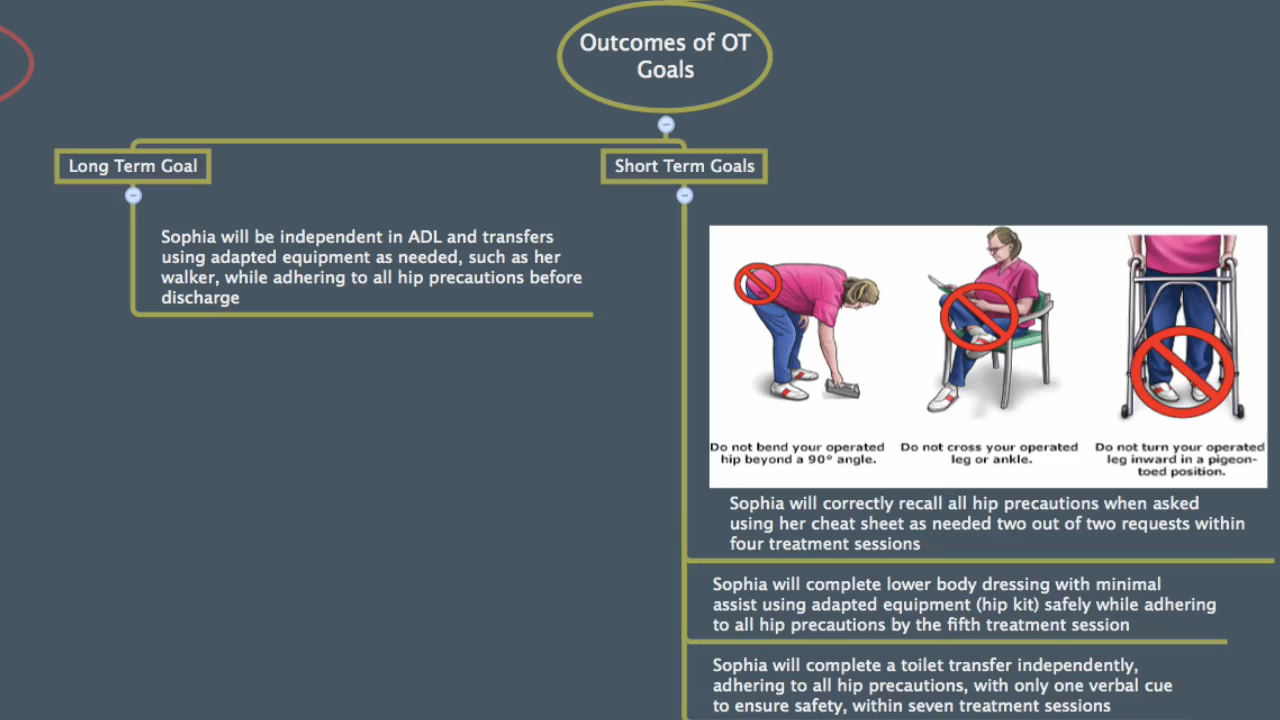 Outcomes of OT
Goals
Long Term Goal
Sophia will be independent in ADL and transfers
using adapted equipment as needed, such as her
walker, while adhering to all hip precautions before
discharge
Short Term Goals
Do not bend your operated
hip beyond a 90° angle.
Do not cross your operated
leg or ankle.
Do not turn your operated
leg inward in a pigeon-
toed position.
Sophia will correctly recall all hip precautions when asked
using her cheat sheet as needed two out of two requests within
four treatment sessions
Sophia will complete lower body dressing with minimal
assist using adapted equipment (hip kit) safely while adhering
to all hip precautions by the fifth treatment session
Sophia will complete a toilet transfer independently,
adhering to all hip precautions, with only one verbal cue
to ensure safety, within seven treatment sessions